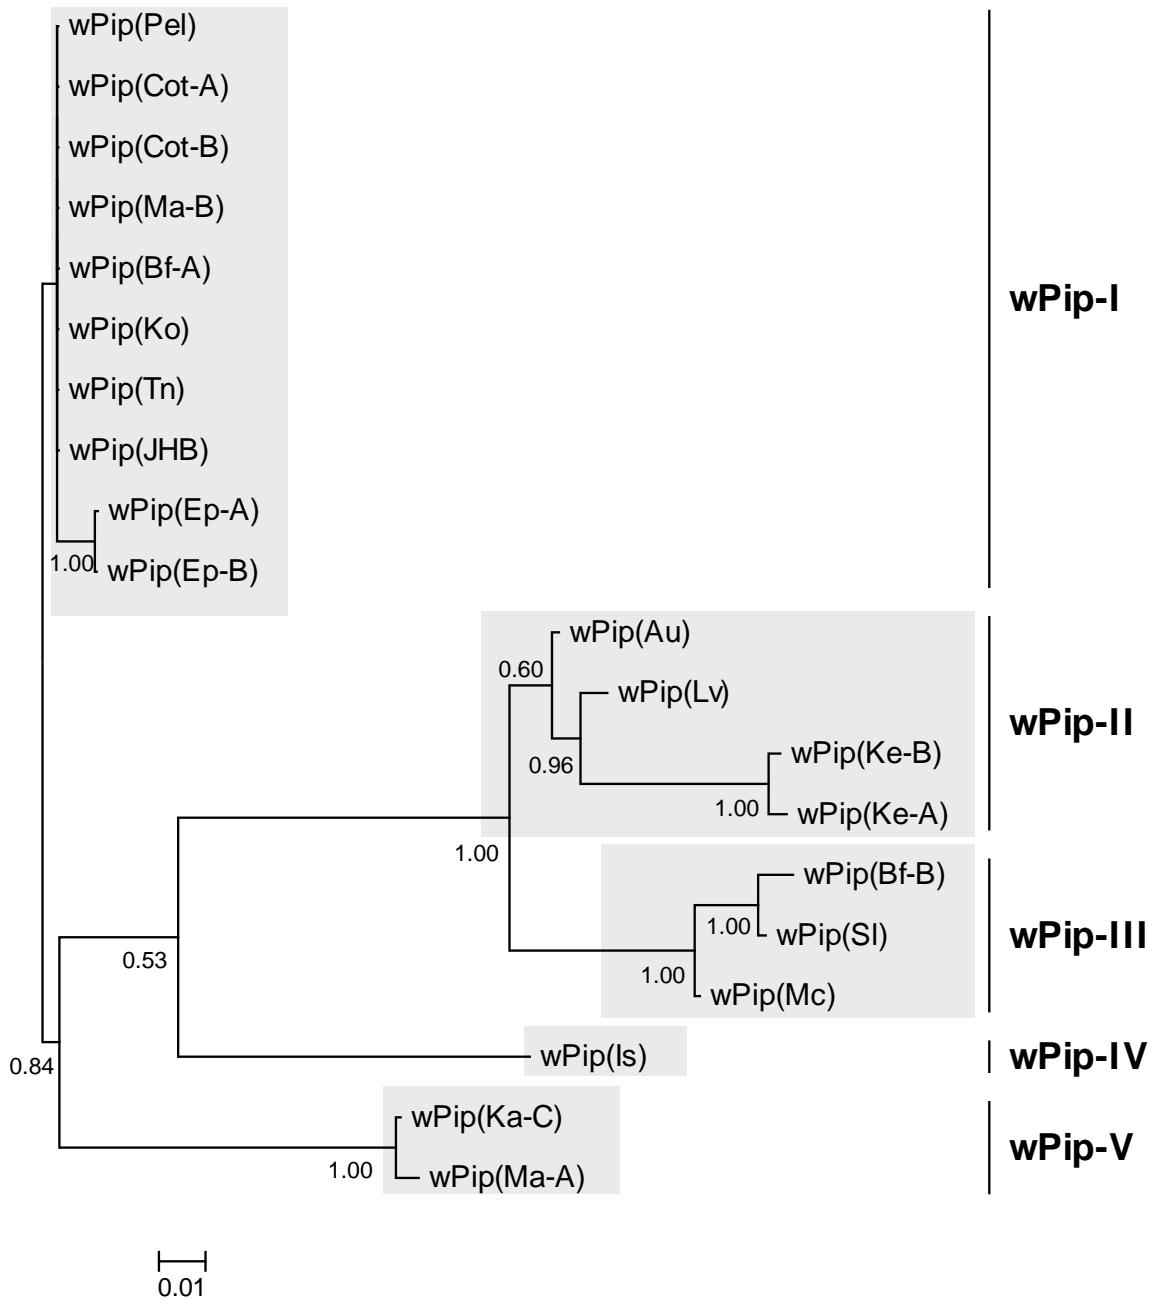 wPip(Pel)
wPip(Cot-A)
wPip(Cot-B)
wPip(Ma-B)
wPip(Bf-A)
wPip-I
wPip(Ko)
wPip(Tn)
wPip(JHB)
wPip(Ep-A)
1.00
wPip(Ep-B)
wPip(Au)
0.60
wPip(Lv)
wPip-II
wPip(Ke-B)
0.96
1.00
wPip(Ke-A)
1.00
wPip(Bf-B)
1.00
wPip(Sl)
wPip-III
0.53
1.00
wPip(Mc)
wPip(Is)
wPip-IV
0.84
wPip(Ka-C)
wPip-V
1.00
wPip(Ma-A)
0.01